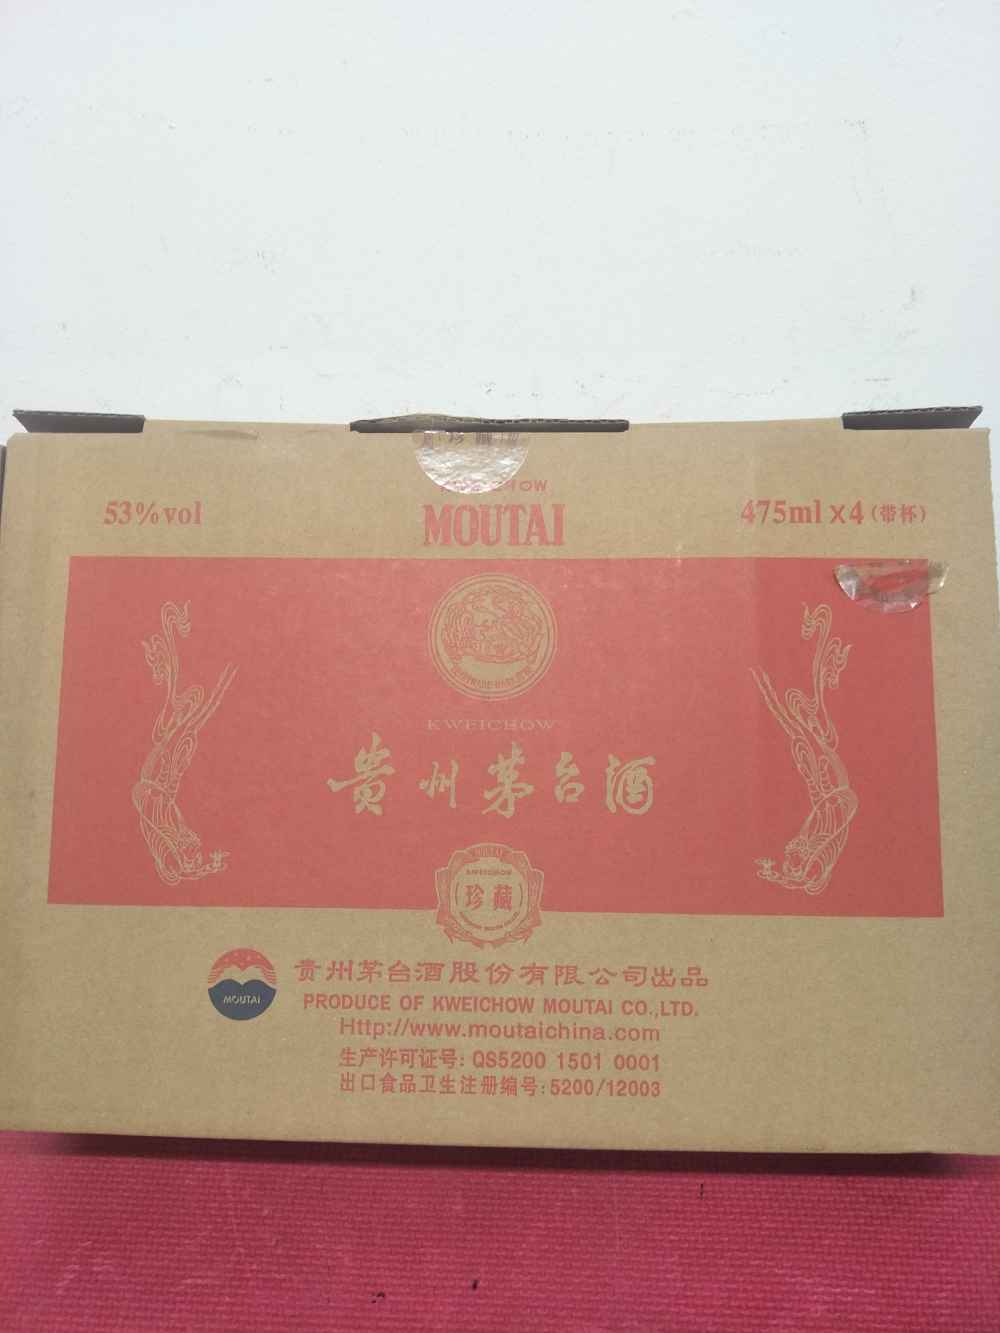 珍藏
53%vol
MOUTAI
475ml X4(带杯)
KWEICHOW
贵州茅台酒
MOUTAI
KWEICHOW
珍藏
MOUTAI
贵州茅台酒股份有限公司出品
PRODUCE OF KWEICHOW MOUTAI CO.,LTD.
Http://www.moutaichina.com
生产许可证号: QS5200 1501 0001
出口食品卫生注册编号:5200/12003